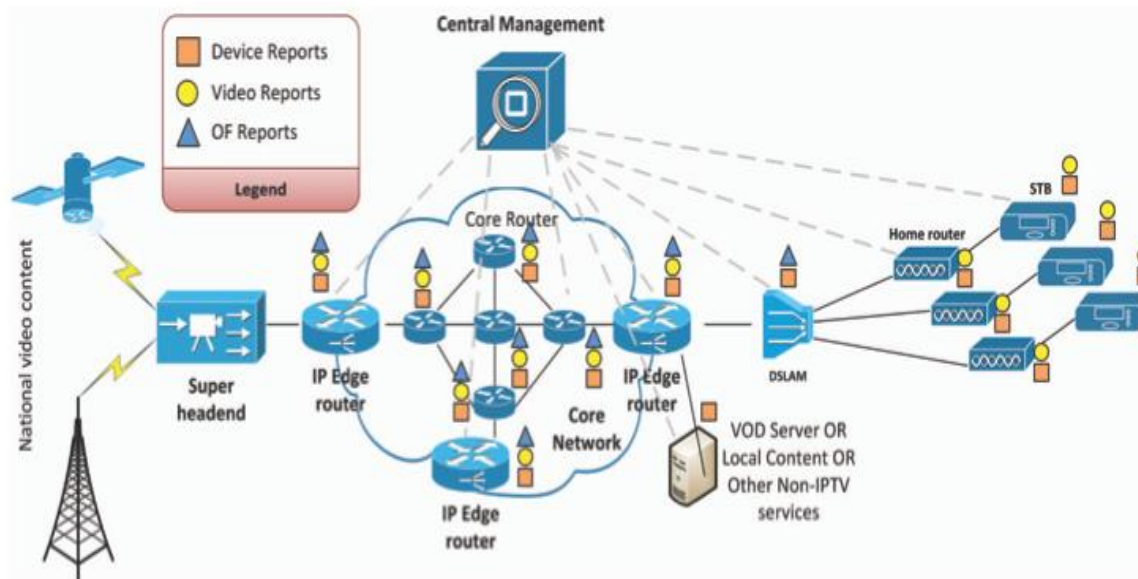 Central Management
Device Reports
Video Reports
OF Reports
Legend
National video content
Core Router
STB
Home router
Super
headend
IP Edge
router
Core
Network
IP Edge
router
DSLAM
IP Edge
router
VOD Server OR
Local Content OR
Other Non-IPTV
services